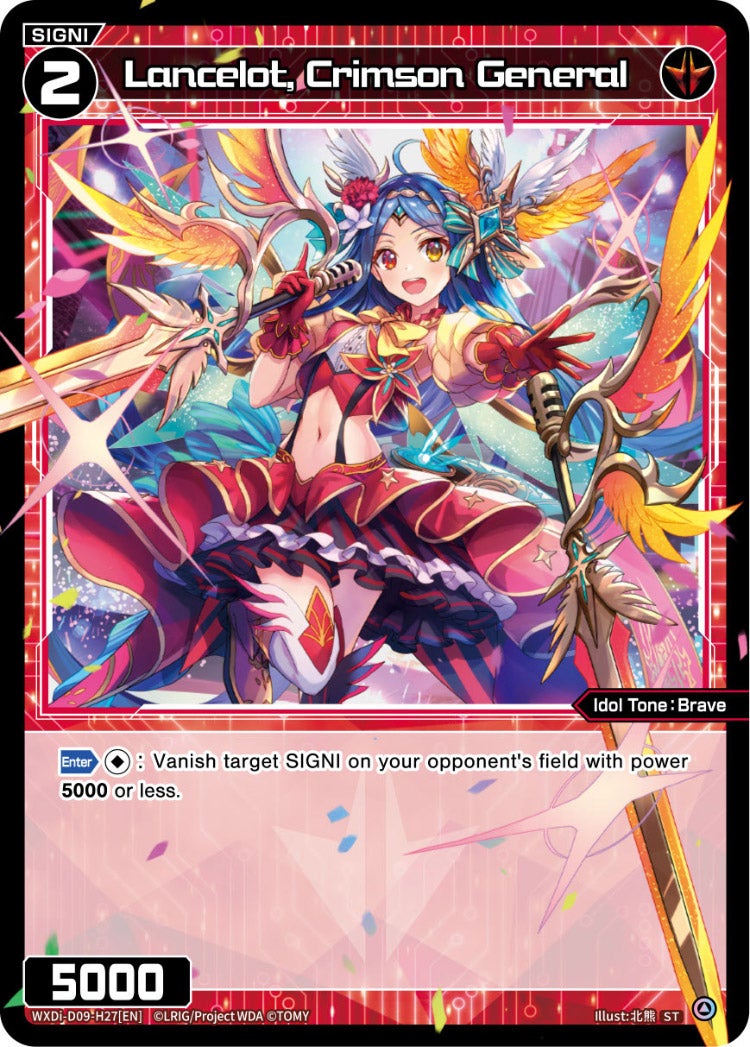 SIGNI
2
Lancelot, Crimson General
Idol Tone:Brave
Enter : Vanish target SIGNI on your opponent's field with power
5000 or less.
5000
WXDi-D09-H27[EN] ©LRIG/Project WDA ©TOMY
Illust:北熊 ST